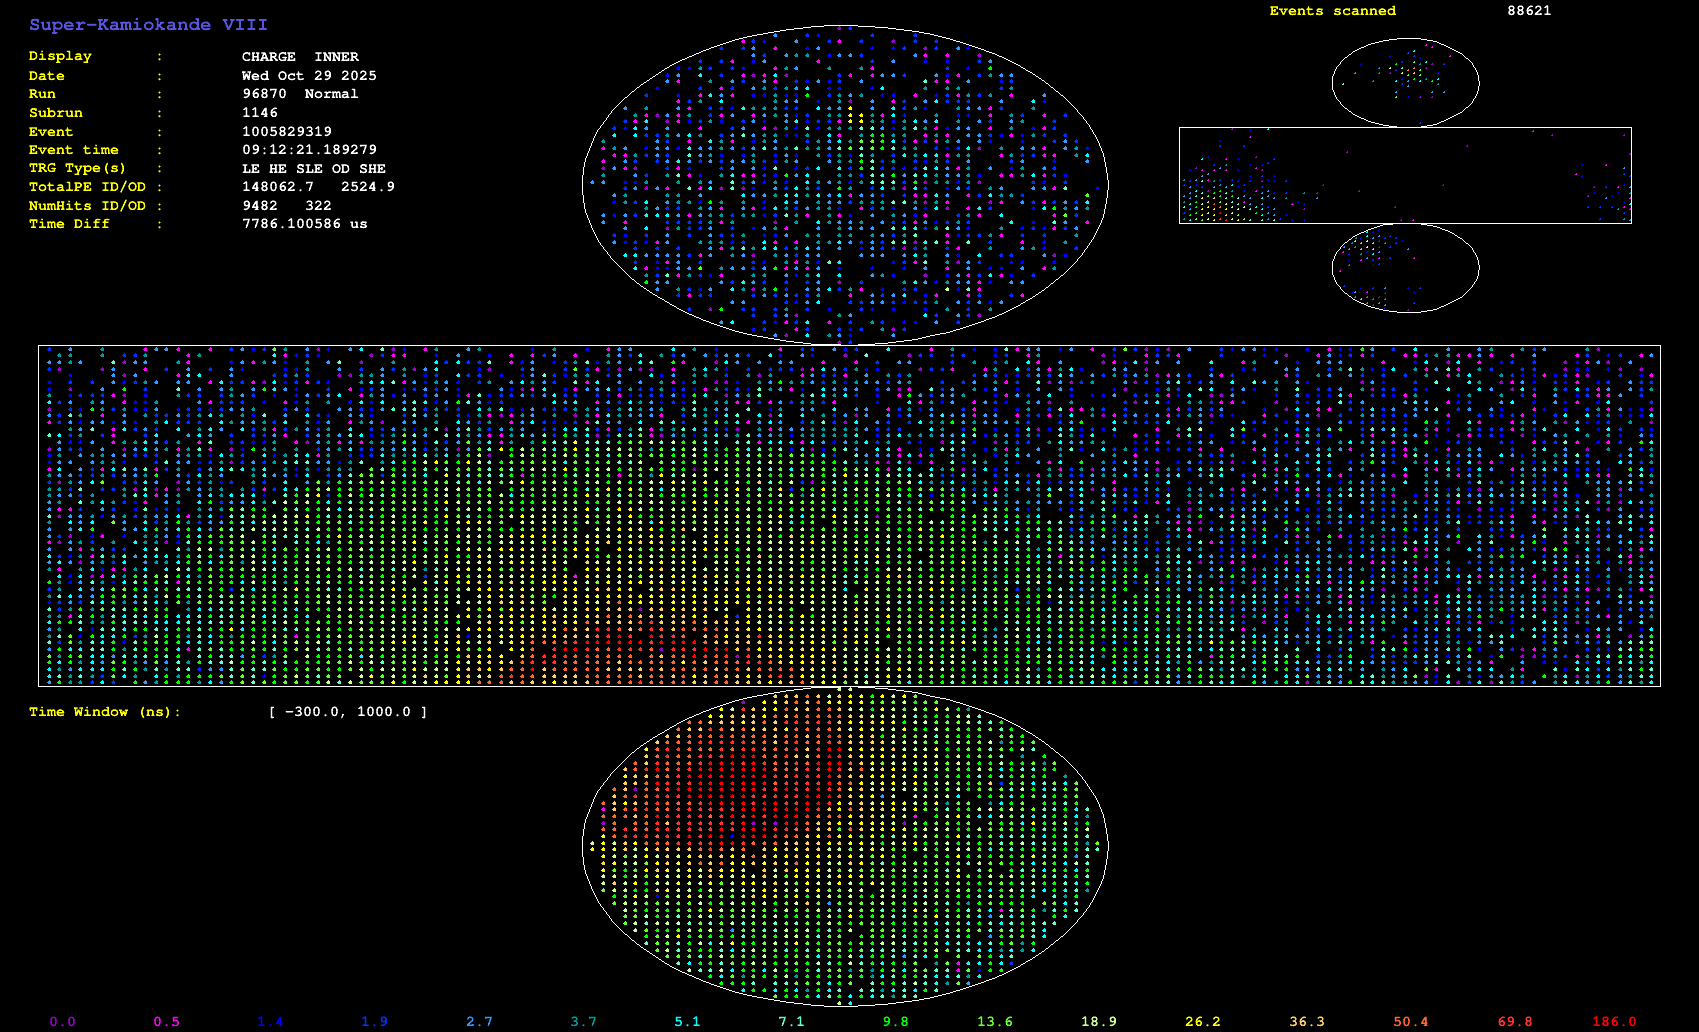 Super-Kamiokande VIII
Events scanned 88621
Display : CHARGE INNER
Date : Wed Oct 29 2025
Run : 96870 Normal
Subrun : 1146
Event : 1005829319
Event time : 09:12:21.189279
TRG Type(s) : LE HE SLE OD SHE
TotalPE ID/OD : 148062.7 2524.9
NumHits ID/OD : 9482 322
Time Diff : 7786.100586 us
Time Window (ns): [ -300.0, 1000.0 ]
0.0 0.5 1.4 1.9 2.7 3.7 5.1 7.1 9.8 13.6 18.9 26.2 36.3 50.4 69.8 186.0